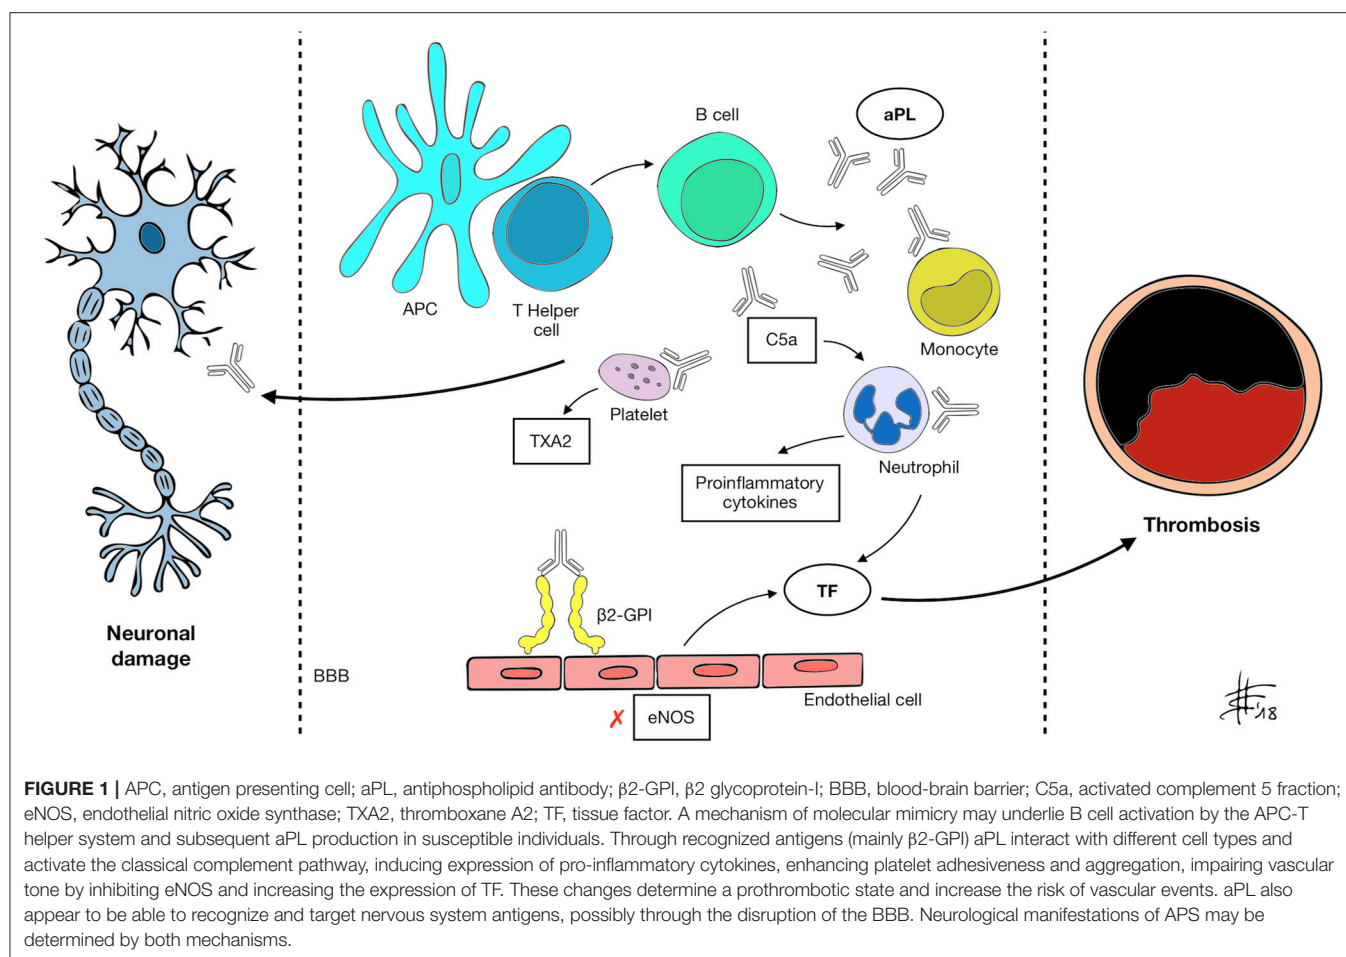 B cell
aPL
APC
T Helper
cell
C5a
Monocyte
Platelet
TXA2
Neutrophil
Proinflammatory
cytokines
Thrombosis
β2-GPI
TF
Neuronal
damage
BBB
Endothelial cell
✗ eNOS
'18
FIGURE 1 | APC, antigen presenting cell; aPL, antiphospholipid antibody; β2-GPI, β2 glycoprotein-I; BBB, blood-brain barrier; C5a, activated complement 5 fraction;
eNOS, endothelial nitric oxide synthase; TXA2, thromboxane A2; TF, tissue factor. A mechanism of molecular mimicry may underlie B cell activation by the APC-T
helper system and subsequent aPL production in susceptible individuals. Through recognized antigens (mainly β2-GPI) aPL interact with different cell types and
activate the classical complement pathway, inducing expression of pro-inflammatory cytokines, enhancing platelet adhesiveness and aggregation, impairing vascular
tone by inhibiting eNOS and increasing the expression of TF. These changes determine a prothrombotic state and increase the risk of vascular events. aPL also
appear to be able to recognize and target nervous system antigens, possibly through the disruption of the BBB. Neurological manifestations of APS may be
determined by both mechanisms.